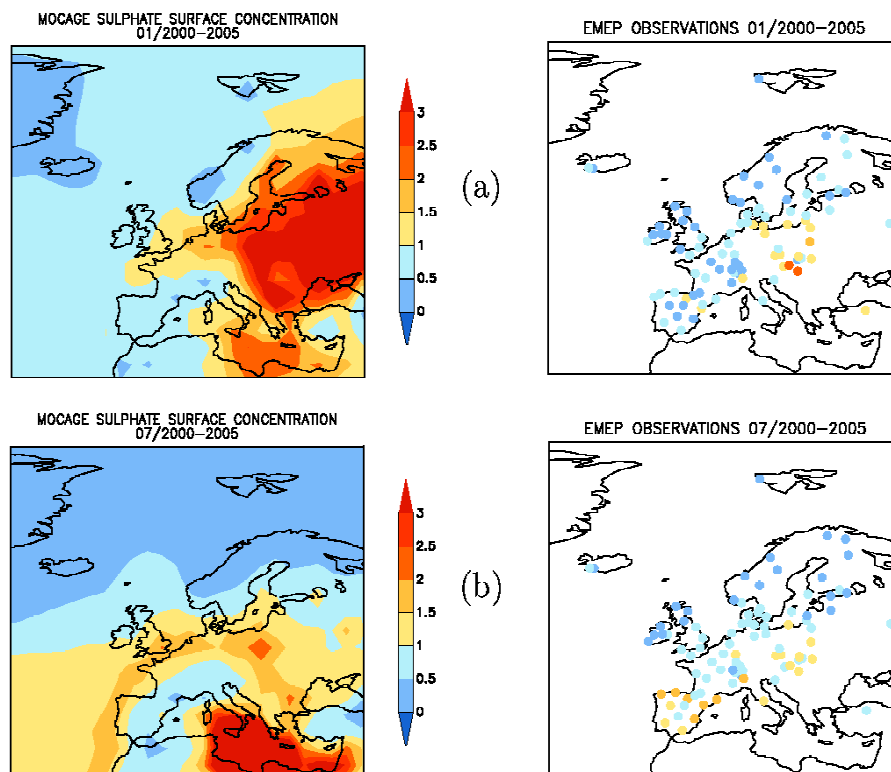 MOCAGE SULPHATE SURFACE CONCENTRATION
01/2000−2005
EMEP OBSERVATIONS 01/2000−2005
3
2.5
2
1.5
1
0.5
0
(a)
MOCAGE SULPHATE SURFACE CONCENTRATION
07/2000−2005
EMEP OBSERVATIONS 07/2000−2005
3
2.5
2
1.5
1
0.5
0
(b)